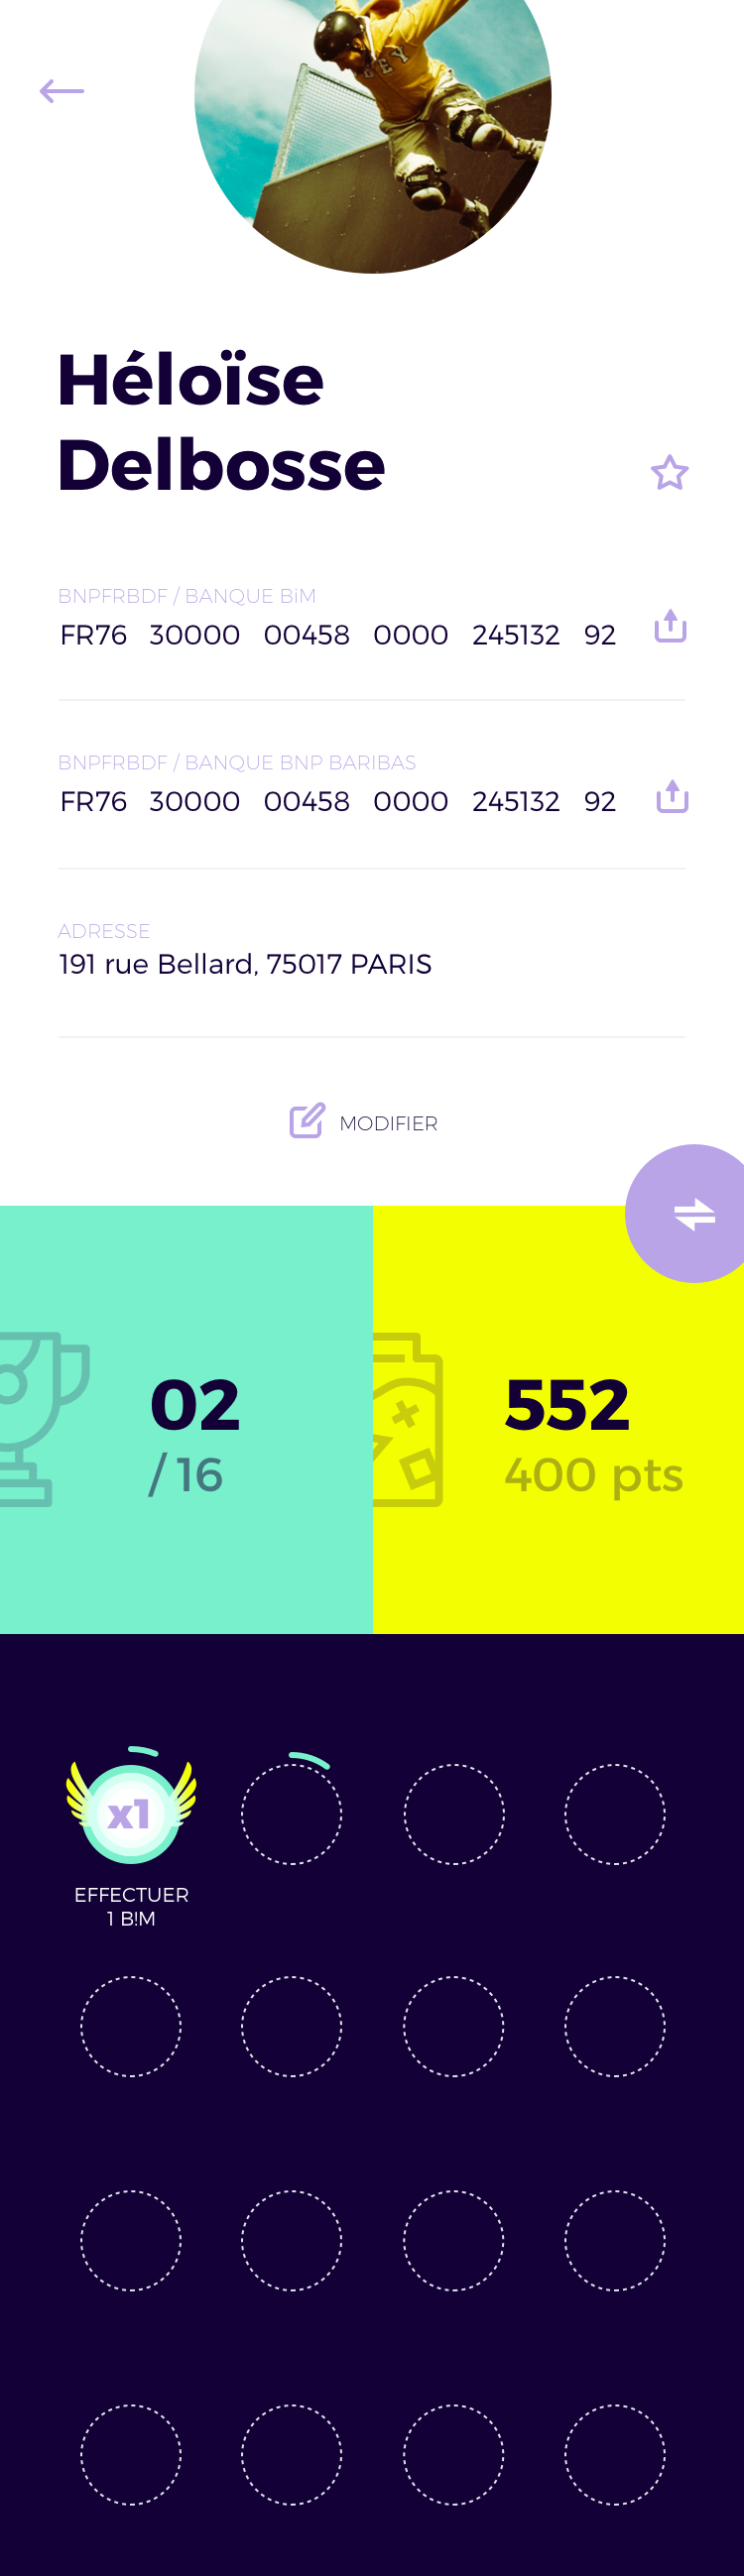 BEY
Héloïse
Delbosse
BNPFRBDF / BANQUE BiM
FR76 30000 00458 0000 245132 92
BNPFRBDF / BANQUE BNP BARIBAS
FR76 30000 00458 0000 245132 92
ADRESSE
191 rue Bellard, 75017 PARIS
MODIFIER
02
/ 16
552
400 pts
x1
EFFECTUER
1 B!M